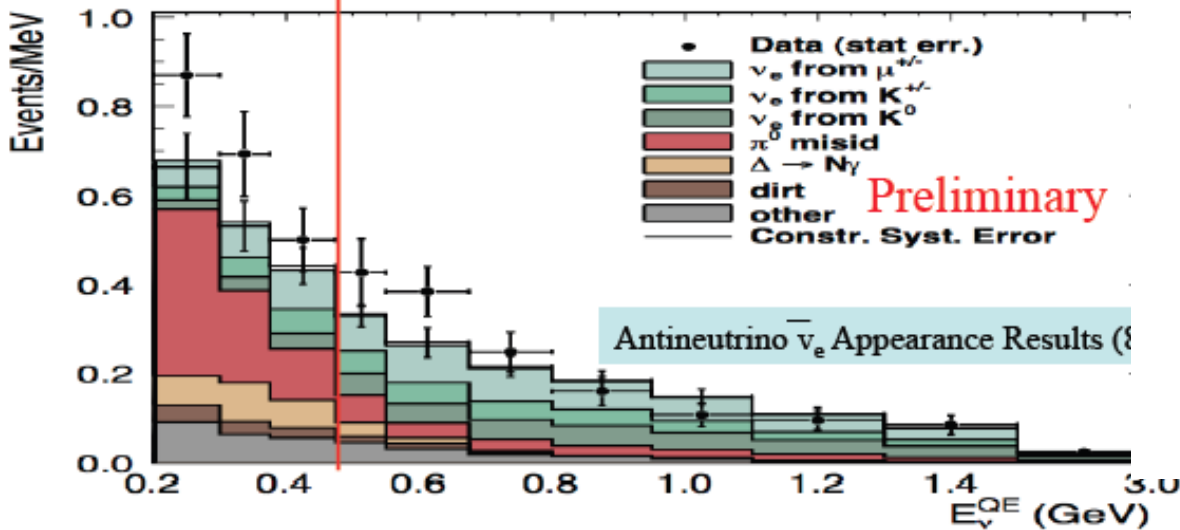 Events/MeV
1.0
0.8
0.6
0.4
0.2
0.0
Data (stat err.)
νe from μ+/-
νe from K+/-
νe from K0
π0 misid
Δ → Nγ
dirt
other
Constr. Syst. Error
Preliminary
Antineutrino ν̅e Appearance Results (8
0.2 0.4 0.6 0.8 1.0 1.2 1.4 3.0
EνQE (GeV)